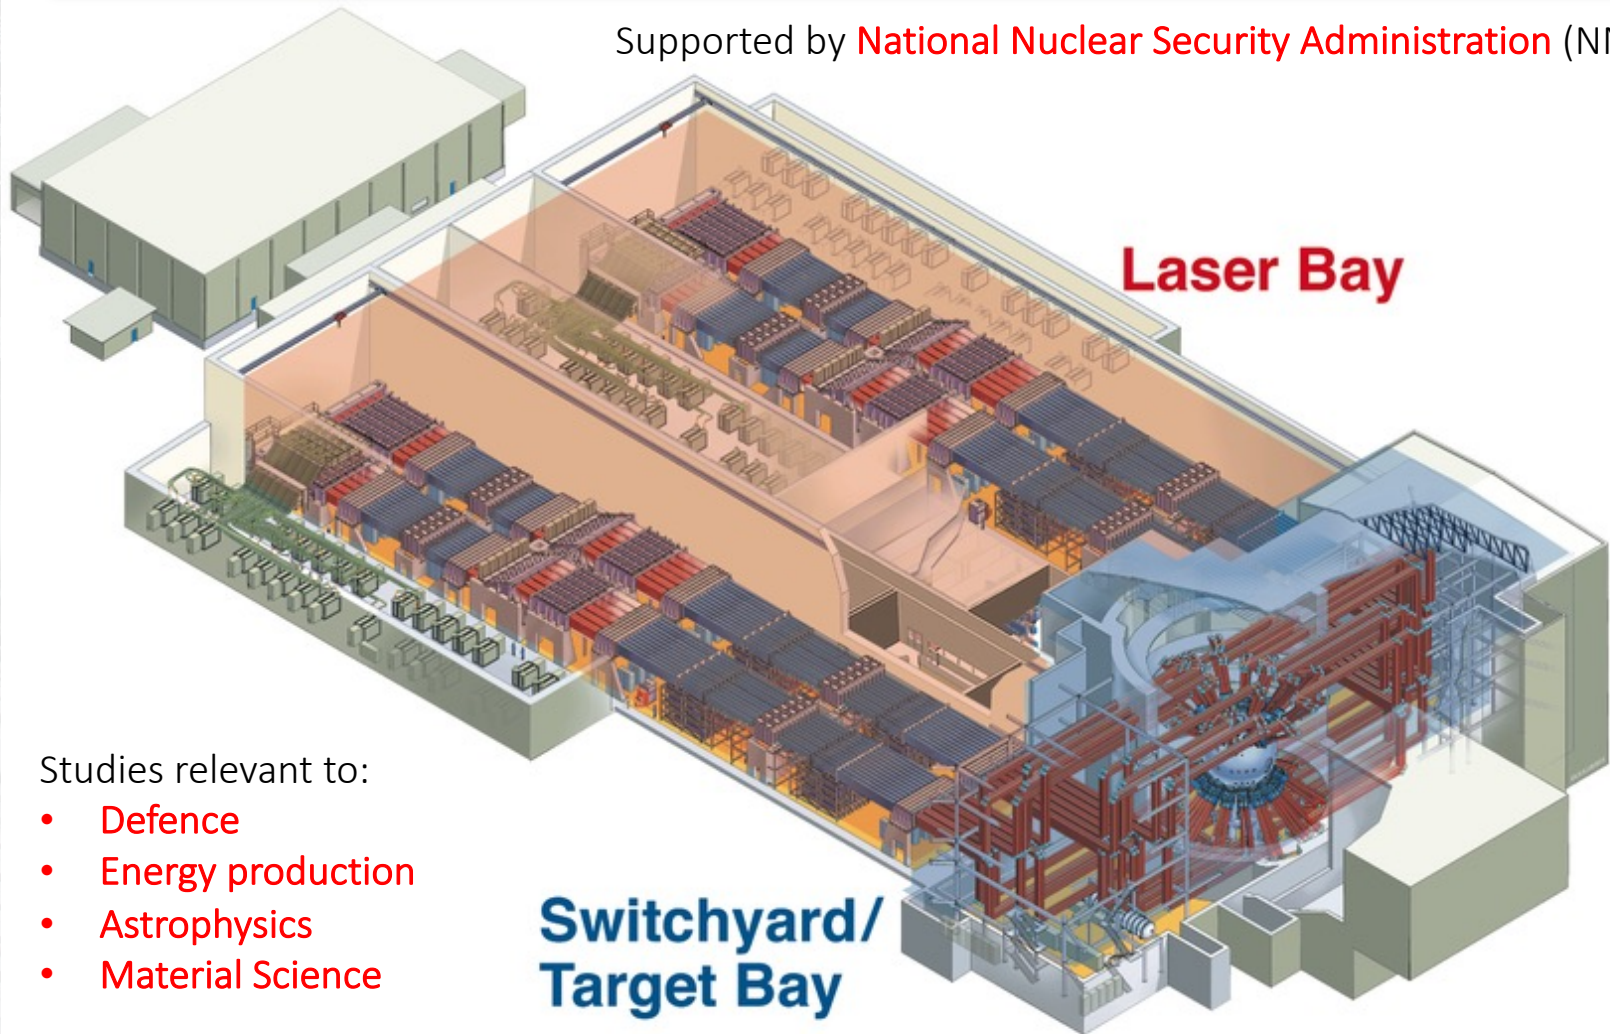 Supported by National Nuclear Security Administration (NN
Laser Bay
Studies relevant to:
• Defence
• Energy production
• Astrophysics
• Material Science
Switchyard/
Target Bay